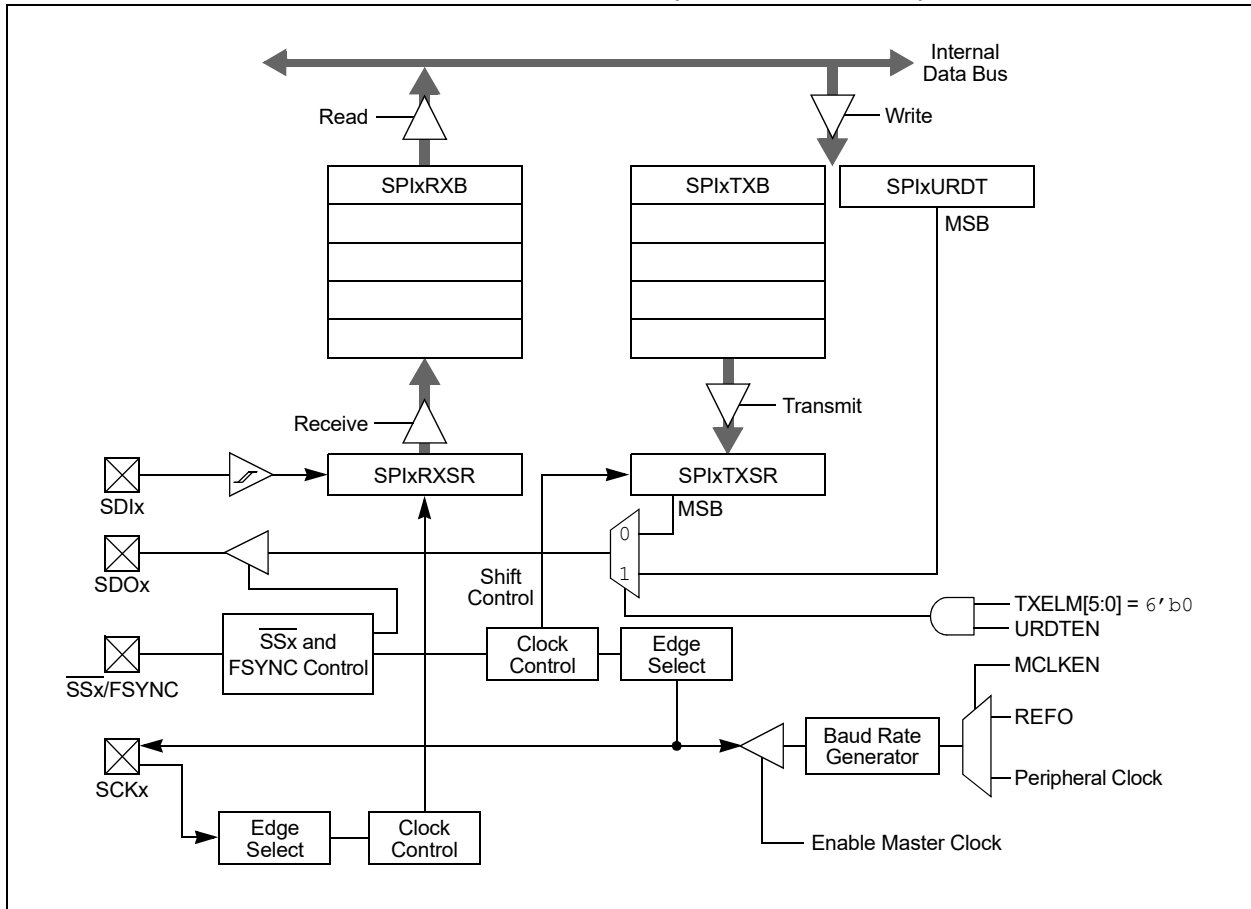 Internal
Data Bus
Read
Write
SPIxRXB
SPIxTXB
SPIxURDT
MSB
Receive
Transmit
SPIxRXSR
SPIxTXSR
SDIx
MSB
0
SDOx
1
Shift
Control
TXELM[5:0] = 6'b0
URDTEN
SSx and
FSYNC Control
Clock
Control
Edge
Select
MCLKEN
SSx/FSYNC
REFO
Baud Rate
Generator
SCKx
Peripheral Clock
Edge
Select
Clock
Control
Enable Master Clock